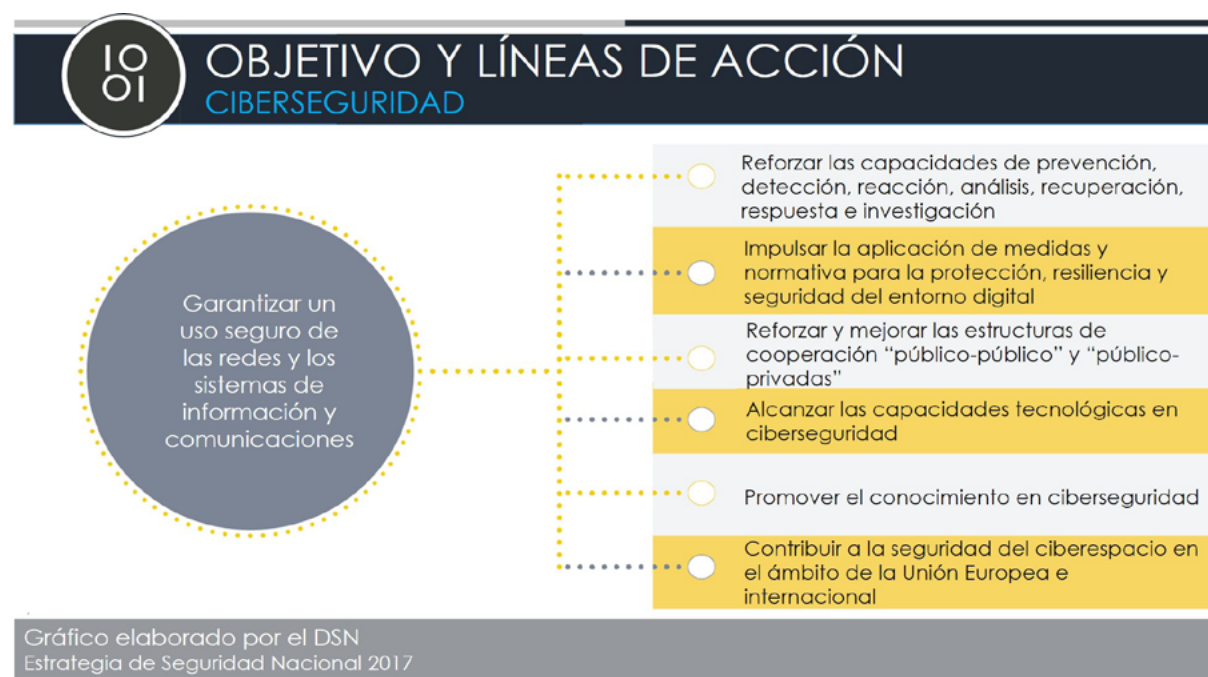 IO
OI
OBJETIVO Y LÍNEAS DE ACCIÓN
CIBERSEGURIDAD
Garantizar un
uso seguro de
las redes y los
sistemas de
información y
comunicaciones
Reforzar las capacidades de prevención,
detección, reacción, análisis, recuperación,
respuesta e investigación
Impulsar la aplicación de medidas y
normativa para la protección, resiliencia y
seguridad del entorno digital
Reforzar y mejorar las estructuras de
cooperación “público-público” y “público-
privadas”
Alcanzar las capacidades tecnológicas en
ciberseguridad
Promover el conocimiento en ciberseguridad
Contribuir a la seguridad del ciberespacio en
el ámbito de la Unión Europea e
internacional
Gráfico elaborado por el DSN
Estrategia de Seguridad Nacional 2017